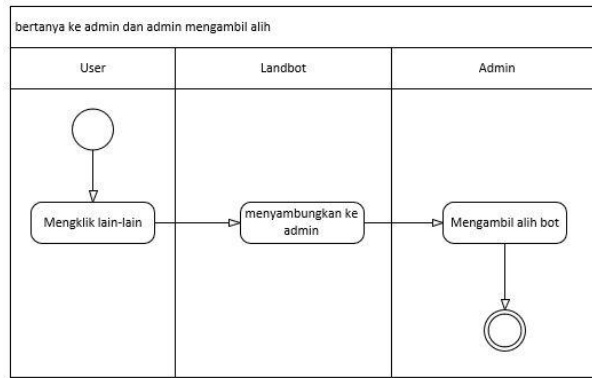 bertanya ke admin dan admin mengambil alih
User
Landbot
Admin
Mengklik lain-lain
menyambungkan ke
admin
Mengambil alih bot